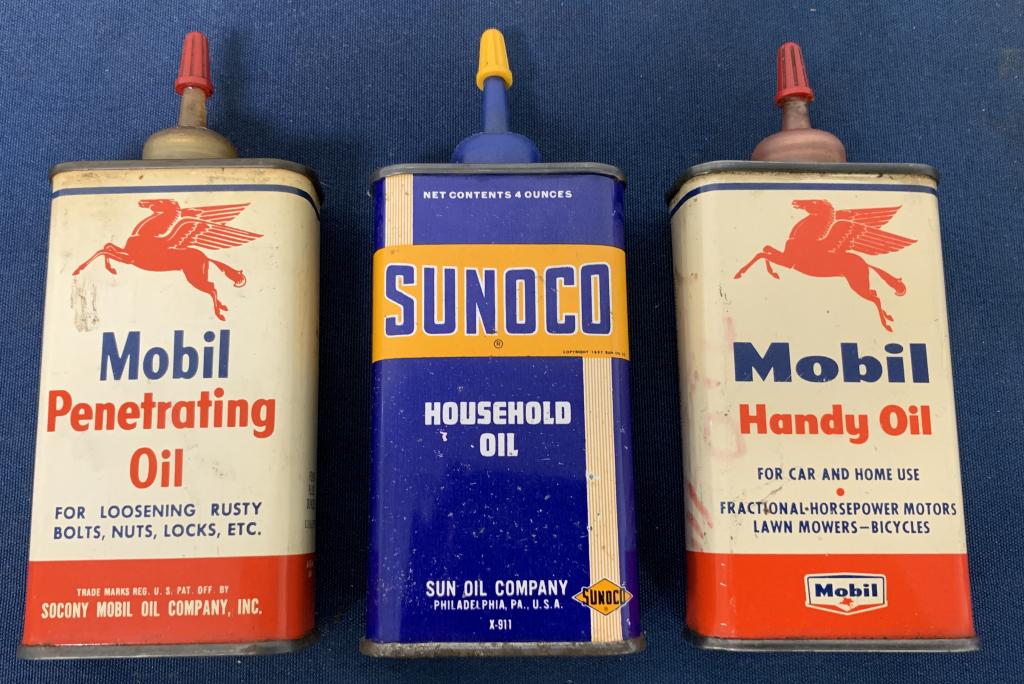 Mobil
Penetrating
Oil
FOR LOOSENING RUSTY
BOLTS, NUTS, LOCKS, ETC.
TRADE MARKS REG. U. S. PAT. OFF. BY
SOCONY MOBIL OIL COMPANY, INC.
NET CONTENTS 4 OUNCES
SUNOCO
®
HOUSEHOLD
OIL
SUN OIL COMPANY
PHILADELPHIA, PA., U.S.A.
X-911
SUNOCO
Mobil
Handy Oil
FOR CAR AND HOME USE
FRACTIONAL-HORSEPOWER MOTORS
LAWN MOWERS—BICYCLES
Mobil